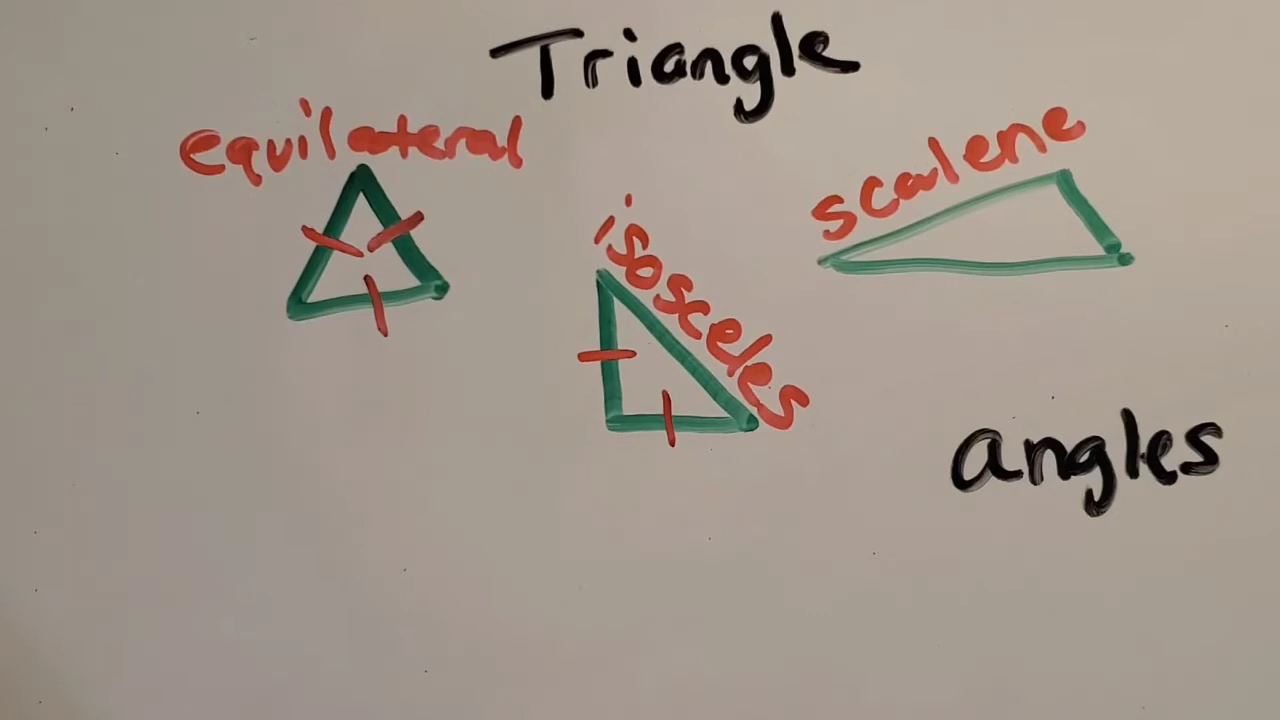 Triangle
equilateral
scalene
isosceles
angles